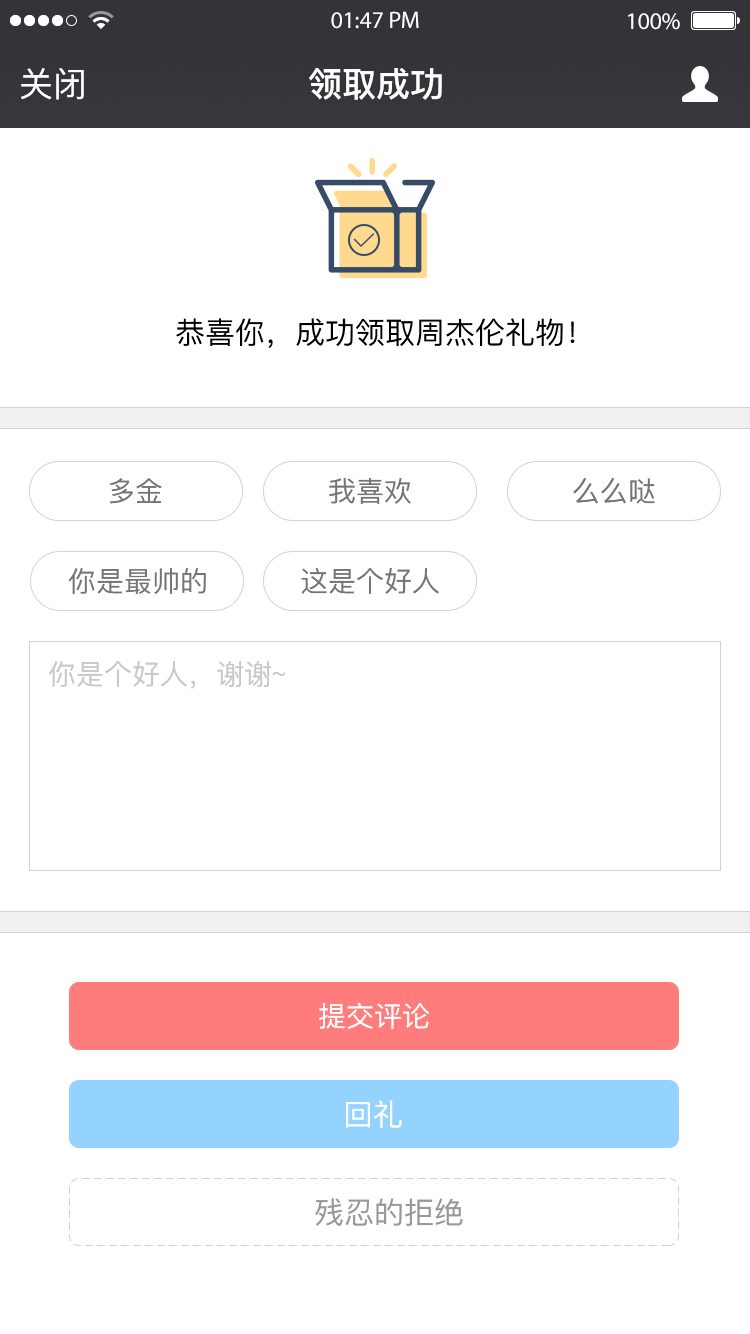 01:47 PM 100%
关闭 领取成功
恭喜你，成功领取周杰伦礼物！
多金 我喜欢 么么哒
你是最帅的 这是个好人
你是个好人，谢谢~
提交评论
回礼
残忍的拒绝